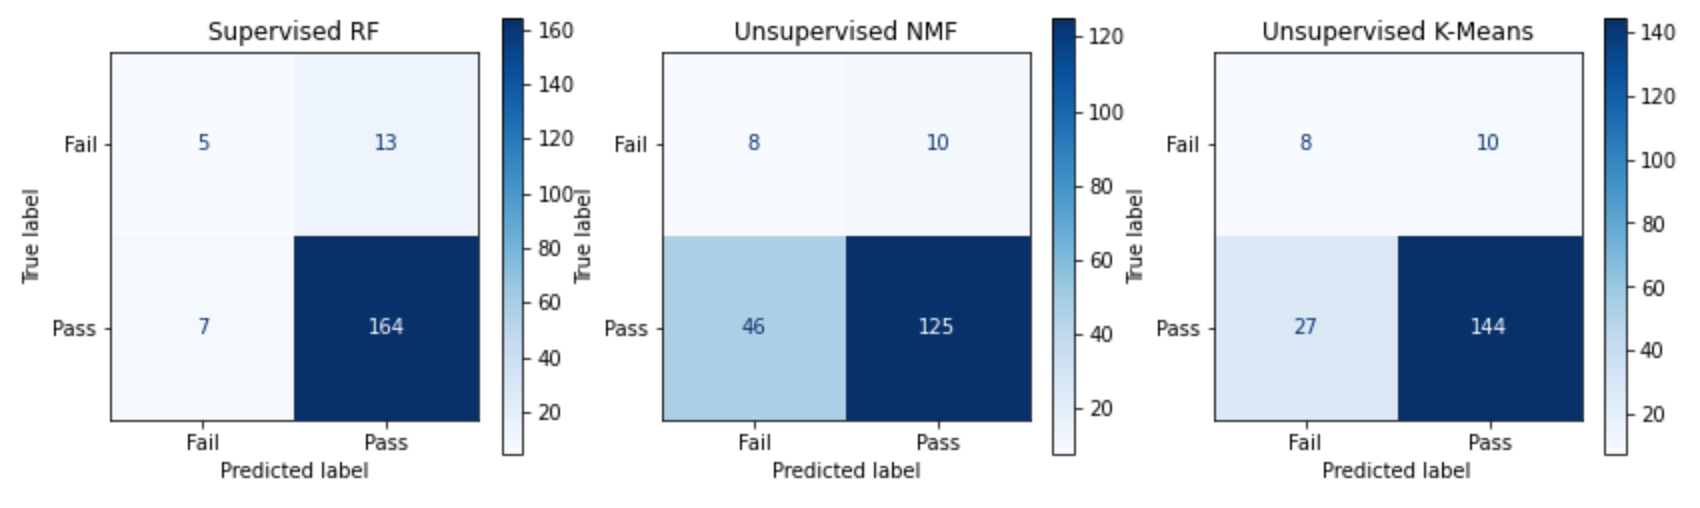 Supervised RF
160
140
120
100
80
60
40
20
Fail
Pass
True label
5
13
7
164
Fail
Pass
Predicted label
Unsupervised NMF
120
100
80
60
40
20
Fail
Pass
True label
8
10
46
125
Fail
Pass
Predicted label
Unsupervised K-Means
140
120
100
80
60
40
20
Fail
Pass
True label
8
10
27
144
Fail
Pass
Predicted label